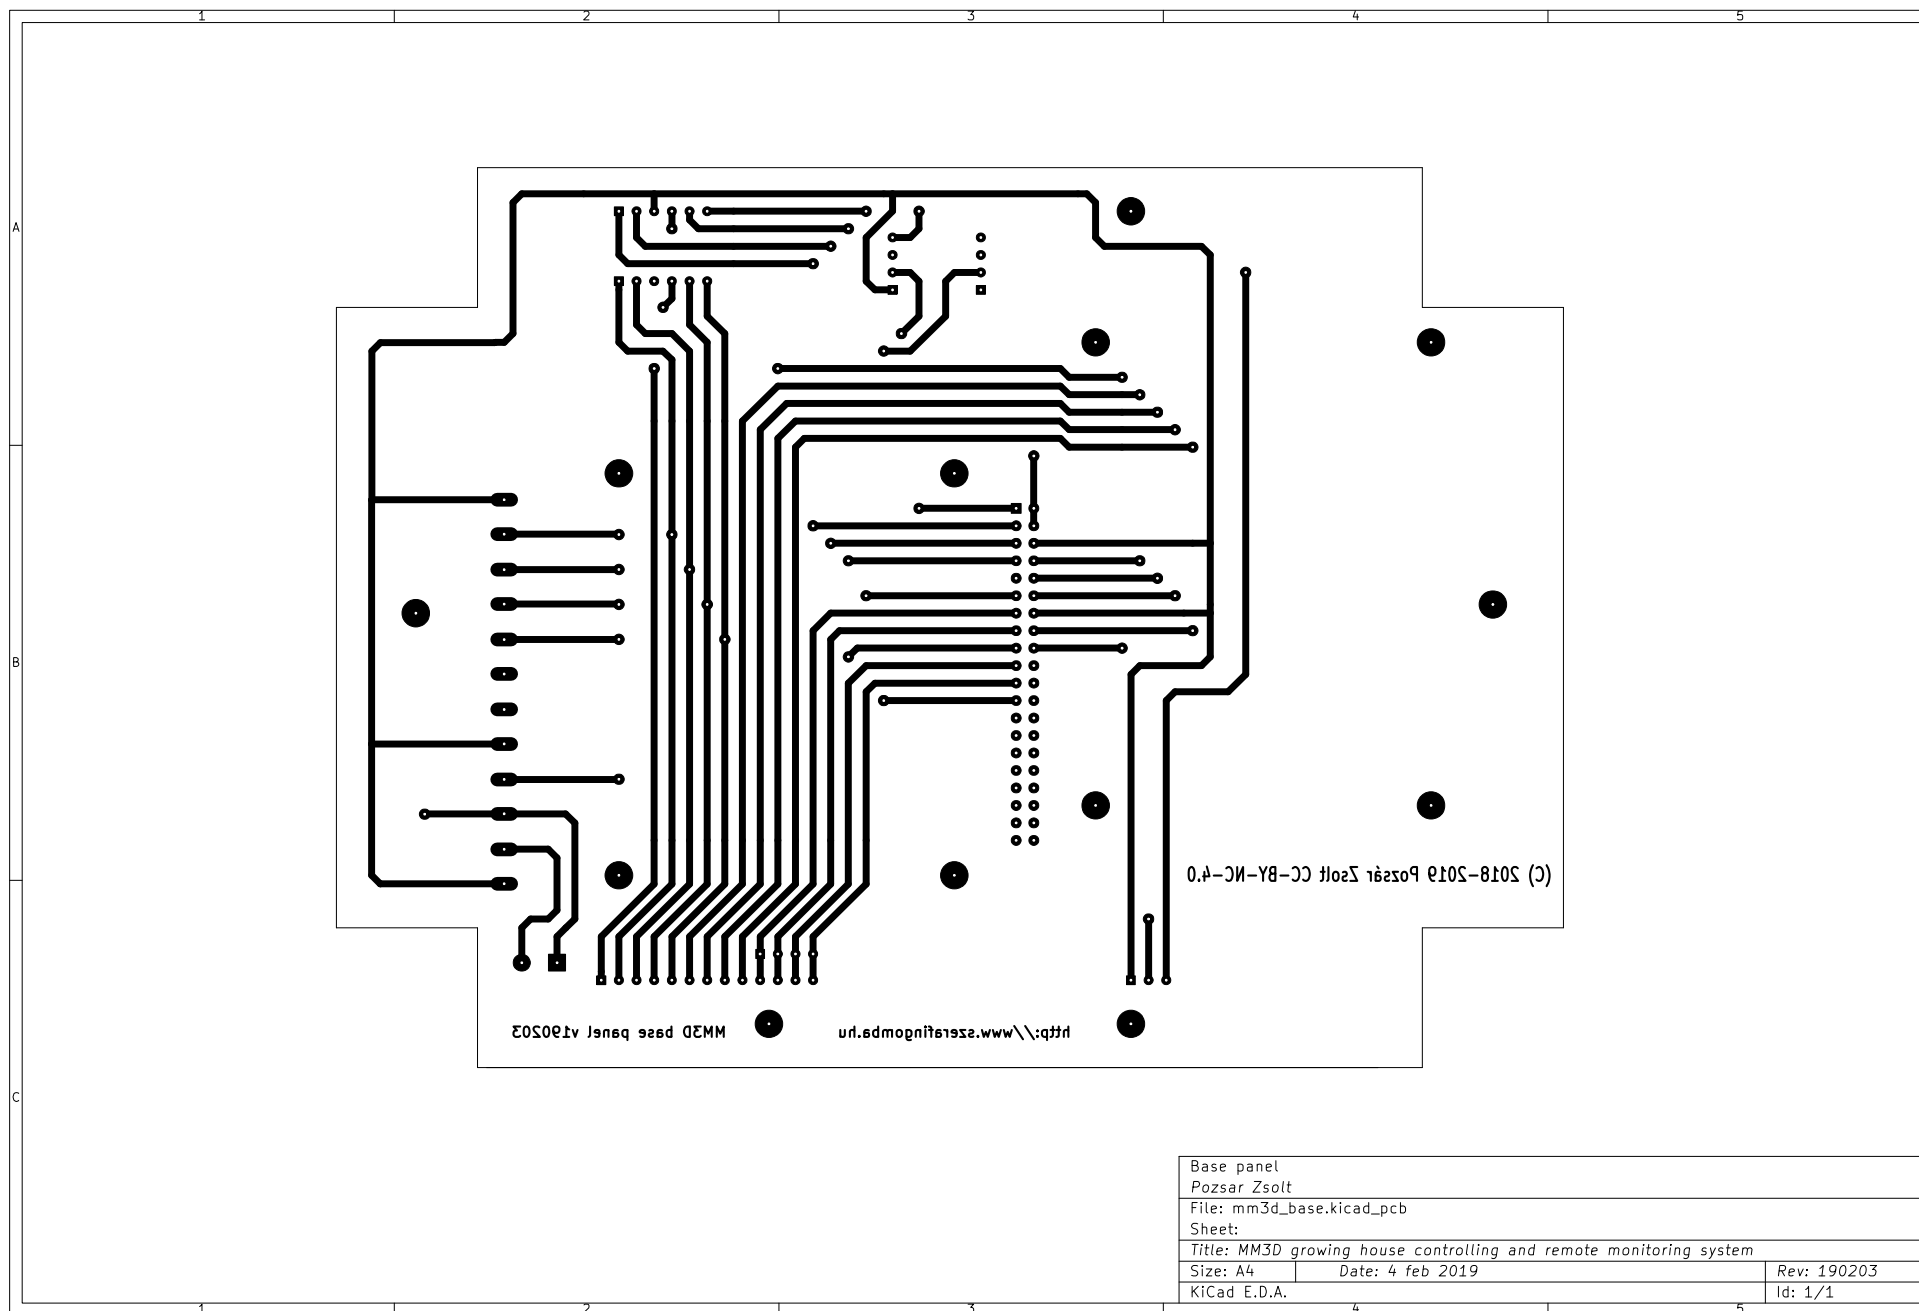 1 2 3 4 5
A
B
C
(C) 2018-2019 Pozsár Zsolt CC-BY-NC-4.0
MM3D base panel v190203
http://www.szerafingomba.hu
Base panel
Pozsar Zsolt
File: mm3d_base.kicad_pcb
Sheet:
Title: MM3D growing house controlling and remote monitoring system
Size: A4 Date: 4 feb 2019 Rev: 190203
KiCad E.D.A. Id: 1/1
1 2 3 4 5